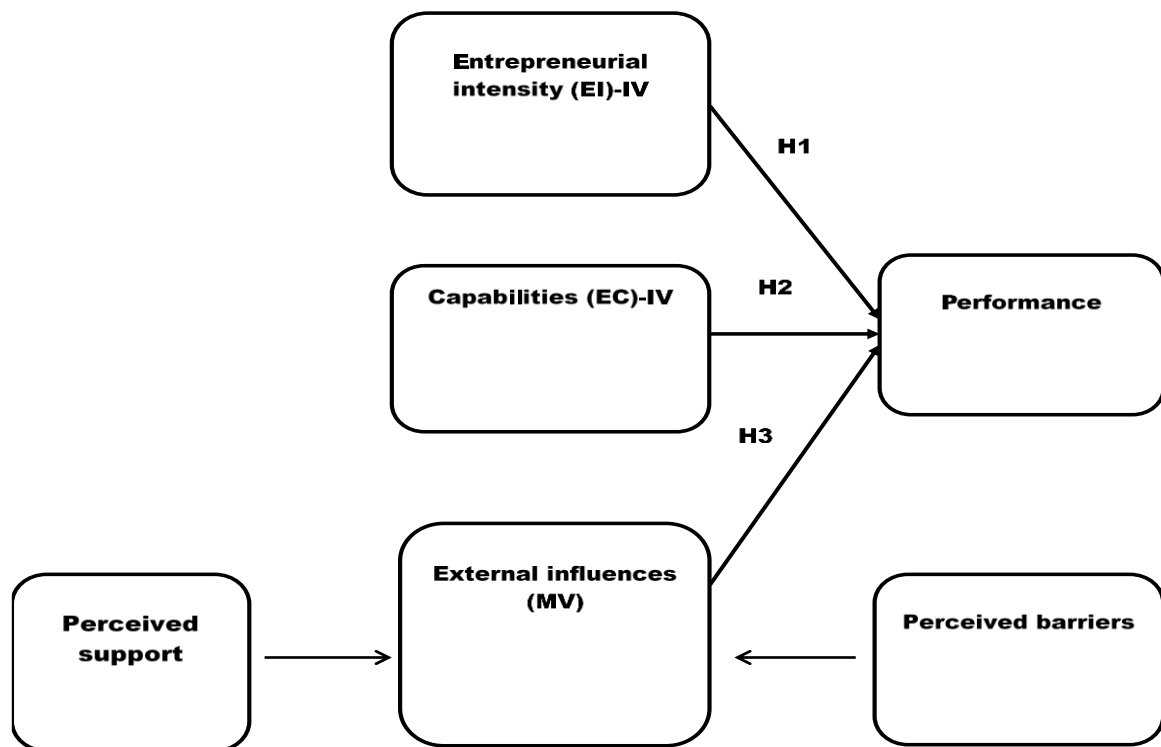 Entrepreneurial
intensity (EI)-IV
H1
Capabilities (EC)-IV
H2
Performance
H3
External influences
(MV)
Perceived
support
Perceived barriers